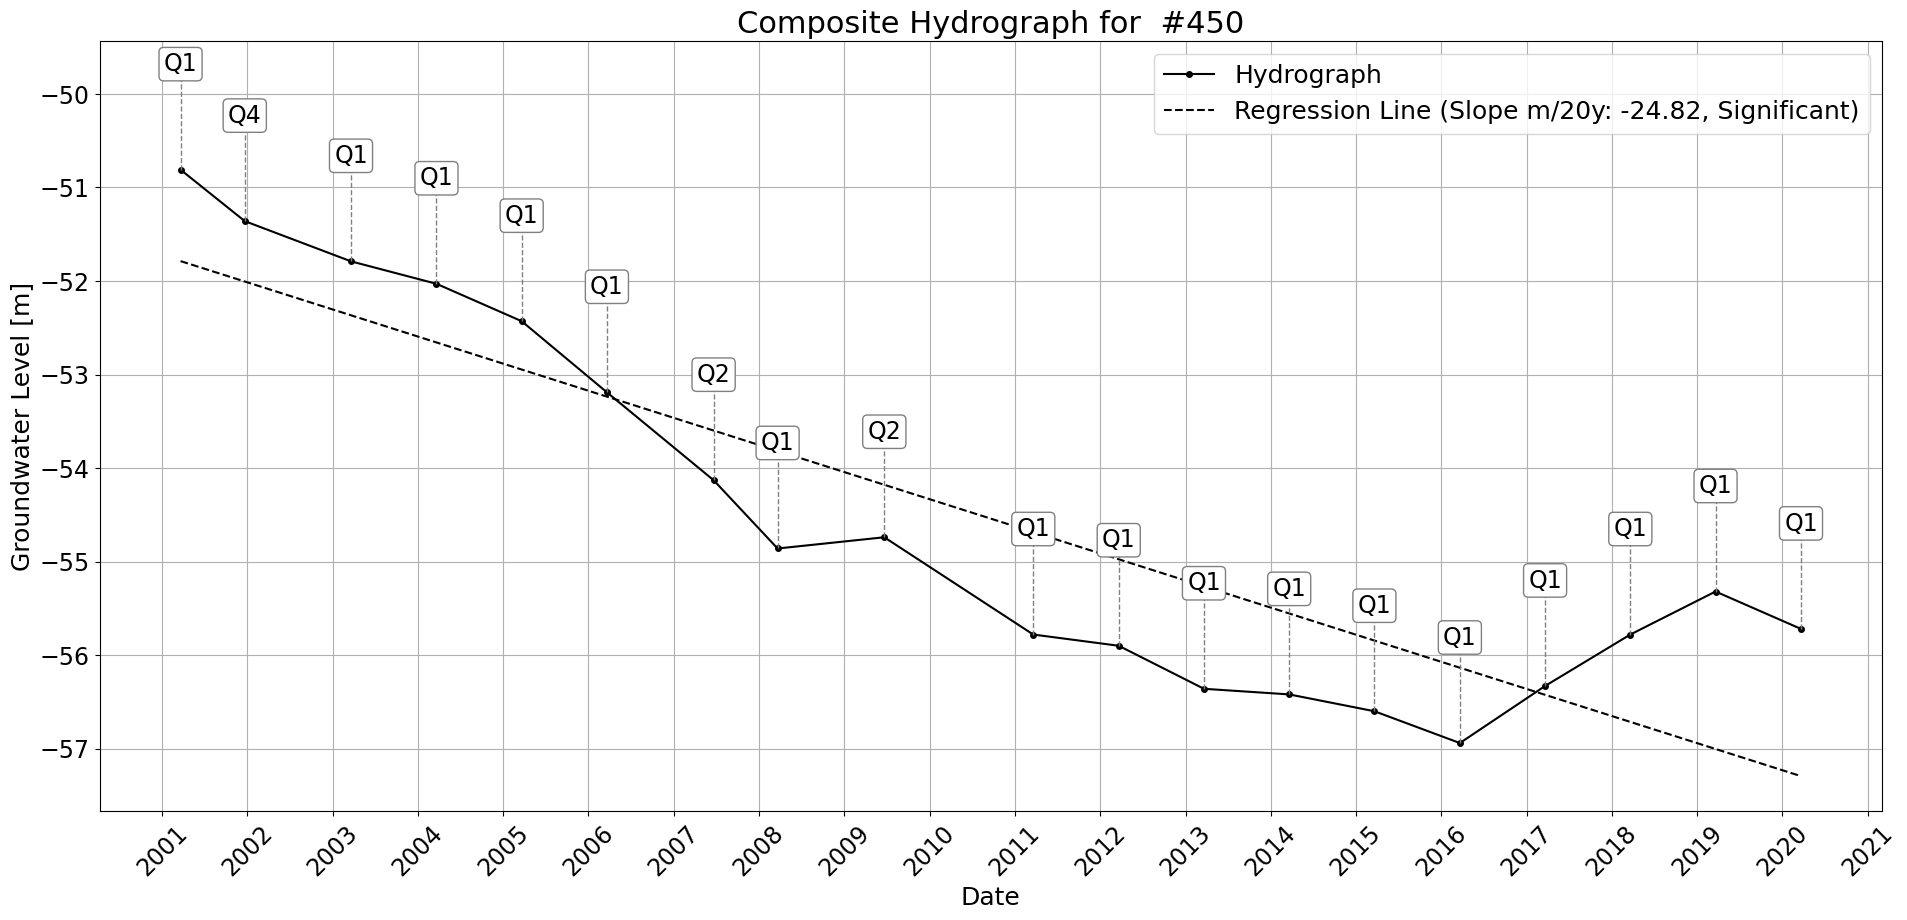 Composite Hydrograph for  #450
Hydrograph
Regression Line (Slope m/20y: -24.82, Significant)
Q1
Q4
Q1
Q1
Q1
Q1
Q2
Q1
Q2
Q1
Q1
Q1
Q1
Q1
Q1
Q1
Q1
Q1
Q1
Groundwater Level [m]
−50
−51
−52
−53
−54
−55
−56
−57
2001
2002
2003
2004
2005
2006
2007
2008
2009
2010
2011
2012
2013
2014
2015
2016
2017
2018
2019
2020
2021
Date